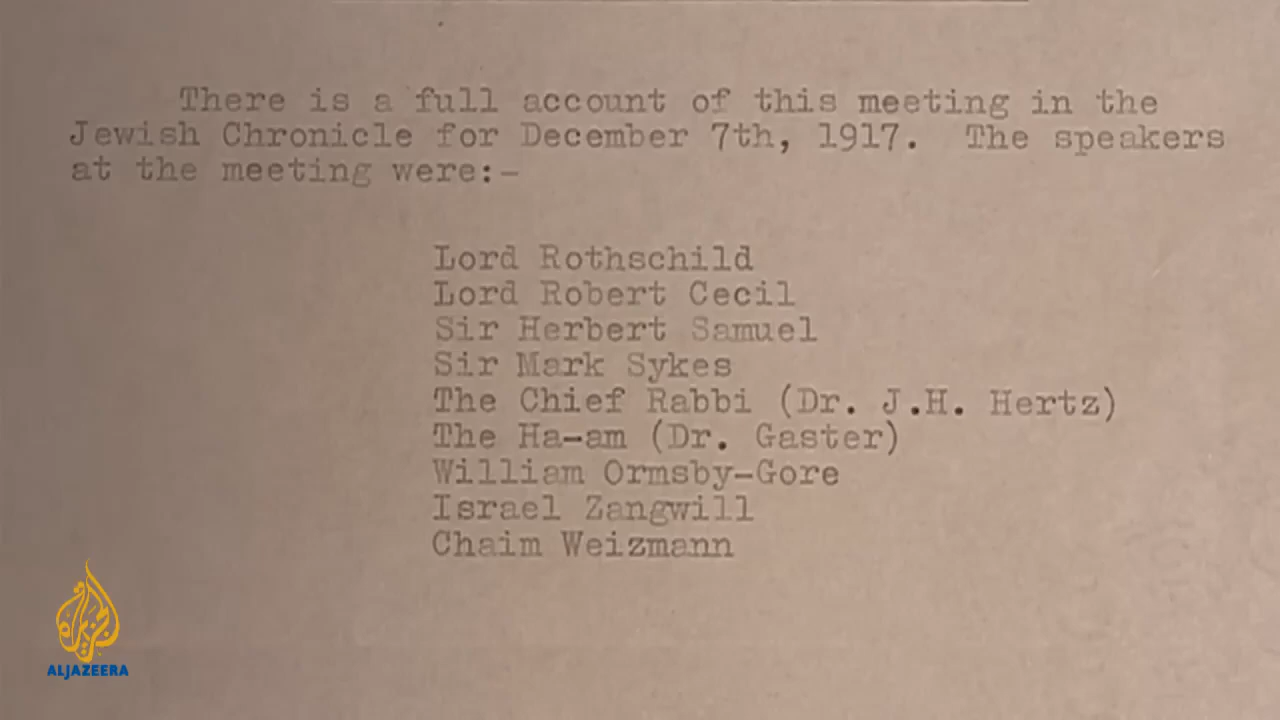 There is a full account of this meeting in the
Jewish Chronicle for December 7th, 1917. The speakers
at the meeting were:-
Lord Rothschild
Lord Robert Cecil
Sir Herbert Samuel
Sir Mark Sykes
The Chief Rabbi (Dr. J.H. Hertz)
The Ha-am (Dr. Gaster)
William Ormsby-Gore
Israel Zangwill
Chaim Weizmann
الجزيرة
ALJAZEERA